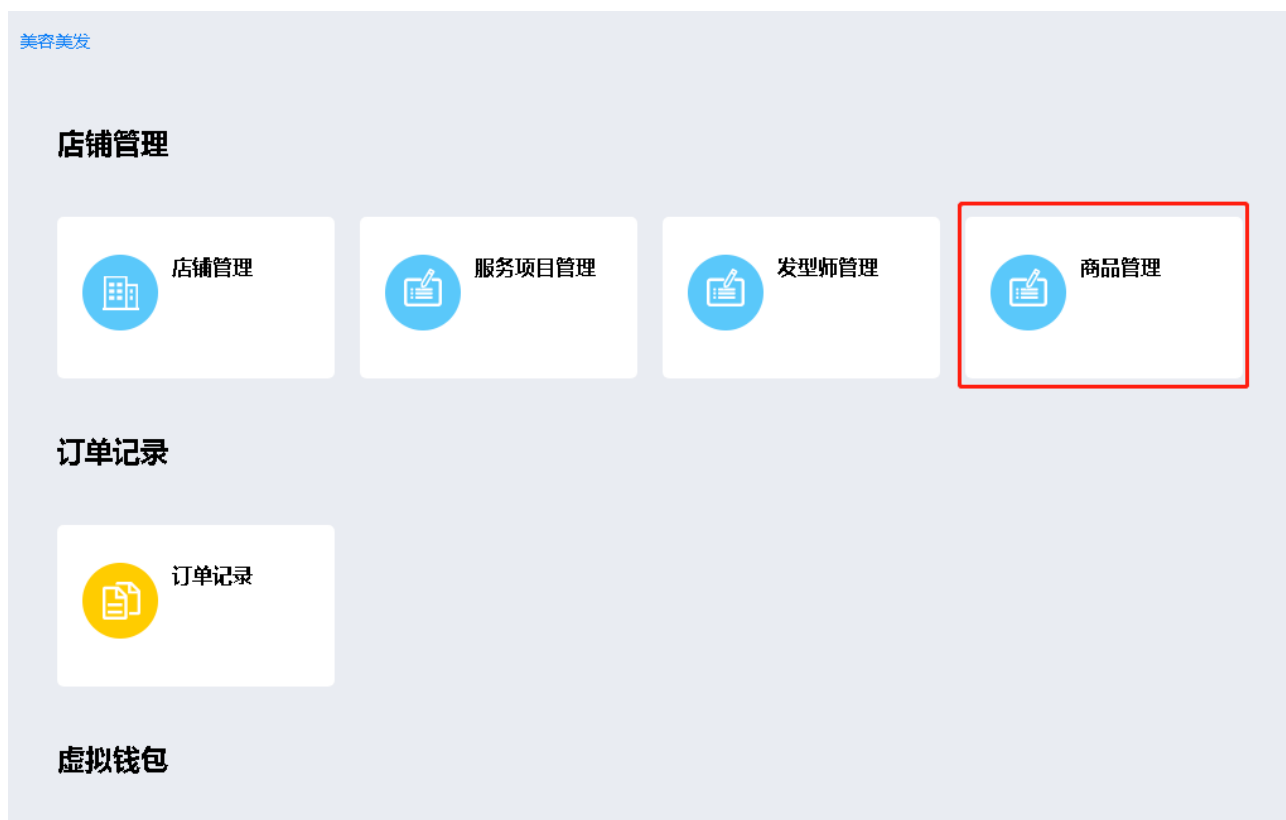 美容美发
店铺管理
店铺管理
服务项目管理
发型师管理
商品管理
订单记录
订单记录
虚拟钱包